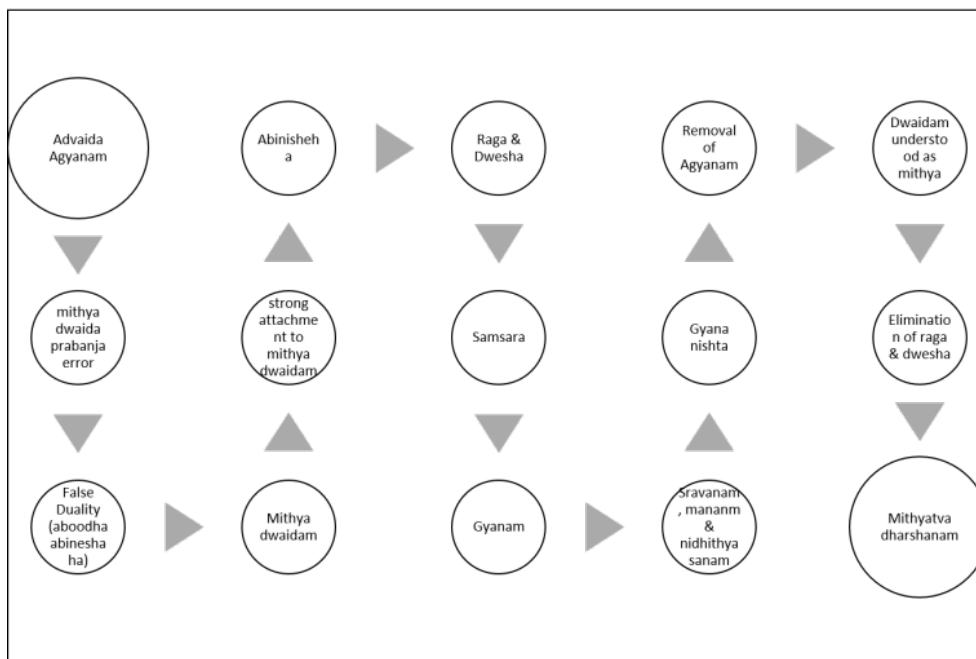 Advaida
Agyanam
mithya
dwaida
prabanja
error
False
Duality
(aboodha
abinesha
ha)
Mithya
dwaidam
strong
attachme
nt to
mithya
dwaidam
Abinisheh
a
Raga &
Dwesha
Samsara
Gyanam
Sravanam
, mananm
&
nidhithya
sanam
Gyana
nishta
Removal
of
Agyanam
Dwaidam
understo
od as
mithya
Eliminatio
n of raga
& dwesha
Mithyatva
dharshanam